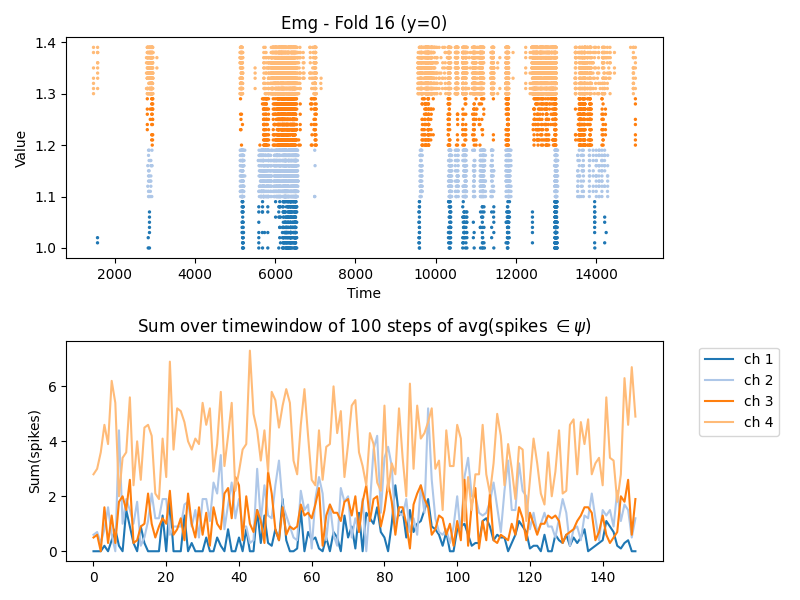 Emg - Fold 16 (y=0)
Value
1.4
1.3
1.2
1.1
1.0
2000 4000 6000 8000 10000 12000 14000
Time
Sum over timewindow of 100 steps of avg(spikes ∈ ψ)
Sum(spikes)
6
4
2
0
0 20 40 60 80 100 120 140
ch 1
ch 2
ch 3
ch 4